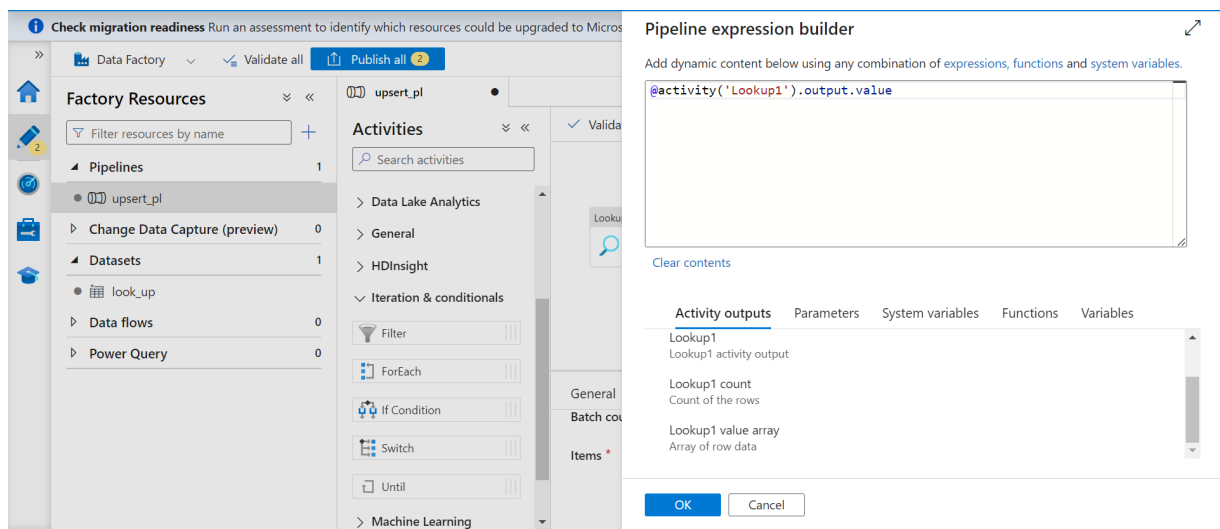 Check migration readiness Run an assessment to identify which resources could be upgraded to Micros
Data Factory
Validate all
Publish all 2
2
Factory Resources
Filter resources by name
Pipelines 1
upsert_pl
Change Data Capture (preview) 0
Datasets 1
look_up
Data flows 0
Power Query 0
upsert_pl
Activities
Search activities
Data Lake Analytics
General
HDInsight
Iteration & conditionals
Filter
ForEach
If Condition
Switch
Until
Machine Learning
Valida
Looku
General
Batch cou
Items *
Pipeline expression builder
Add dynamic content below using any combination of expressions, functions and system variables.
@activity('Lookup1').output.value
Clear contents
Activity outputs Parameters System variables Functions Variables
Lookup1
Lookup1 activity output
Lookup1 count
Count of the rows
Lookup1 value array
Array of row data
OK Cancel